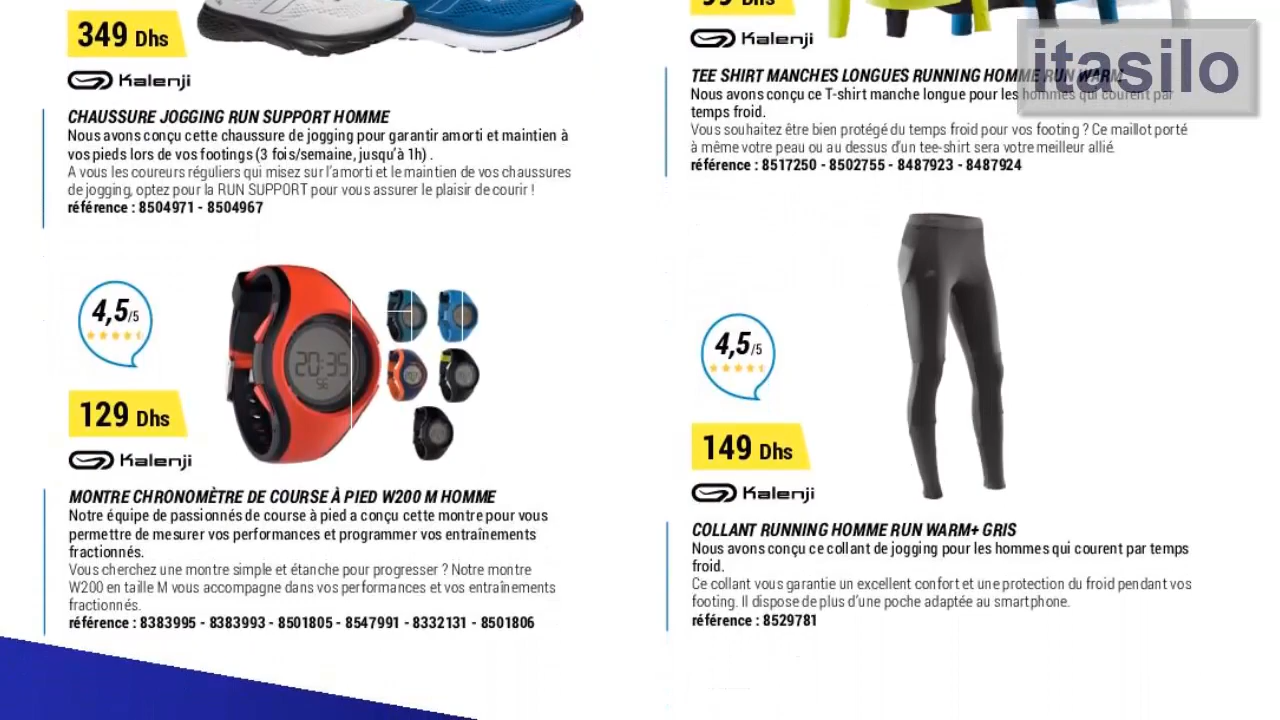 349 Dhs
Kalenji
CHAUSSURE JOGGING RUN SUPPORT HOMME
Nous avons conçu cette chaussure de jogging pour garantir amorti et maintien à
vos pieds lors de vos footings (3 fois/semaine, jusqu'à 1h) .
A vous les coureurs réguliers qui misez sur l'amorti et le maintien de vos chaussures
de jogging, optez pour la RUN SUPPORT pour vous assurer le plaisir de courir !
référence : 8504971 - 8504967
4,5/5
20:35
SE
129 Dhs
Kalenji
MONTRE CHRONOMÈTRE DE COURSE À PIED W200 M HOMME
Notre équipe de passionnés de course à pied a conçu cette montre pour vous
permettre de mesurer vos performances et programmer vos entraînements
fractionnés.
Vous cherchez une montre simple et étanche pour progresser ? Notre montre
W200 en taille M vous accompagne dans vos performances et vos entraînements
fractionnés.
référence : 8383995 - 8383993 - 8501805 - 8547991 - 8332131 - 8501806
99 Dhs
Kalenji
itasilo
TEE SHIRT MANCHES LONGUES RUNNING HOMME RUN WARM
Nous avons conçu ce T-shirt manche longue pour les hommes qui courent par
temps froid.
Vous souhaitez être bien protégé du temps froid pour vos footing ? Ce maillot porté
à même votre peau ou au dessus d'un tee-shirt sera votre meilleur allié.
référence : 8517250 - 8502755 - 8487923 - 8487924
4,5/5
149 Dhs
Kalenji
COLLANT RUNNING HOMME RUN WARM+ GRIS
Nous avons conçu ce collant de jogging pour les hommes qui courent par temps
froid.
Ce collant vous garantie un excellent confort et une protection du froid pendant vos
footing. Il dispose de plus d'une poche adaptée au smartphone.
référence : 8529781